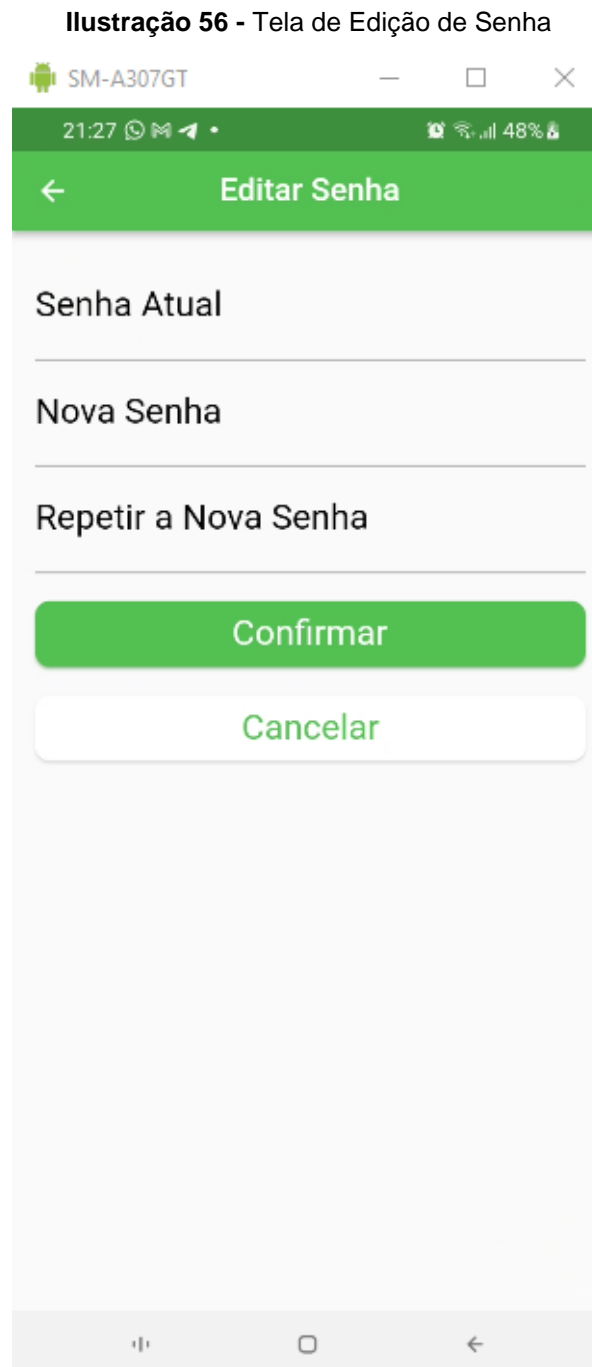 Ilustração 56 - Tela de Edição de Senha
SM-A307GT
21:27 48%
Editar Senha
Senha Atual
Nova Senha
Repetir a Nova Senha
Confirmar
Cancelar